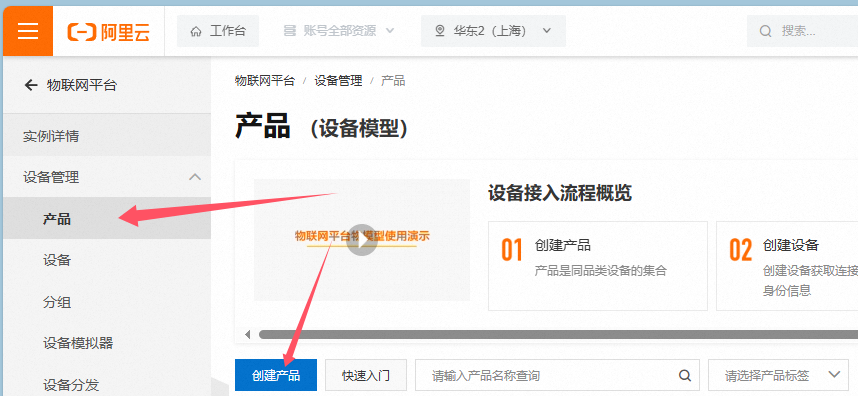 阿里云 工作台 账号全部资源 华东2（上海） 搜索...
物联网平台
物联网平台 / 设备管理 / 产品
产品 （设备模型）
实例详情
设备管理
产品
设备
分组
设备模拟器
设备分发
设备接入流程概览
物联网平台物模型使用演示
01 创建产品
产品是同品类设备的集合
02 创建设备
创建设备获取连接
身份信息
创建产品 快速入门 请输入产品名称查询 请选择产品标签